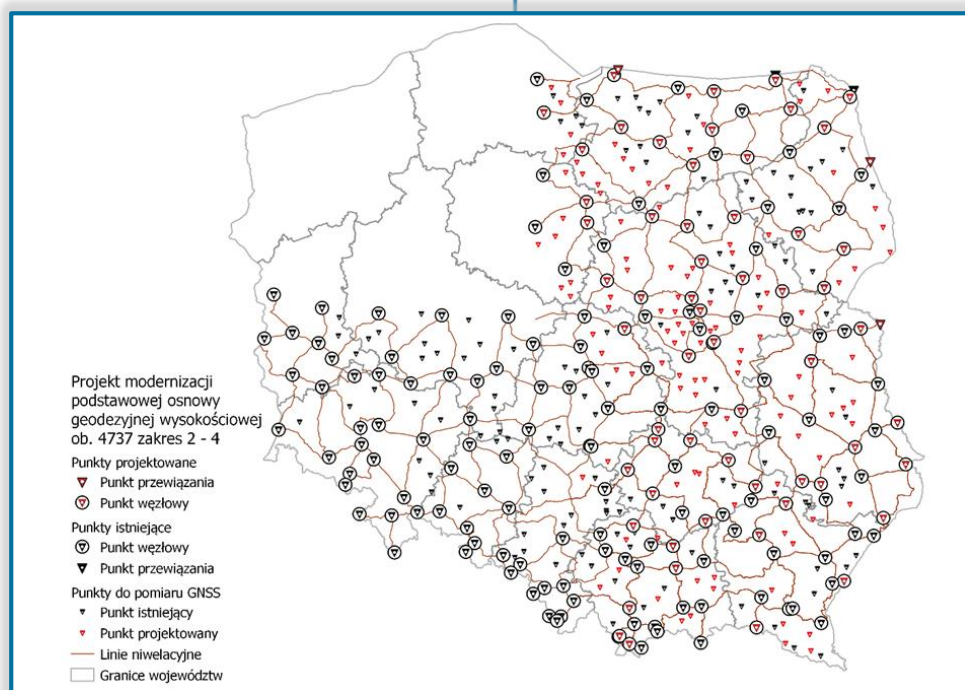 Projekt modernizacji
podstawowej osnowy
geodezyjnej wysokościowej
ob. 4737 zakres 2 - 4
Punkty projektowane
Punkt przewiązania
Punkt węzłowy
Punkty istniejące
Punkt węzłowy
Punkt przewiązania
Punkty do pomiaru GNSS
Punkt istniejący
Punkt projektowany
Linie niwelacyjne
Granice województw